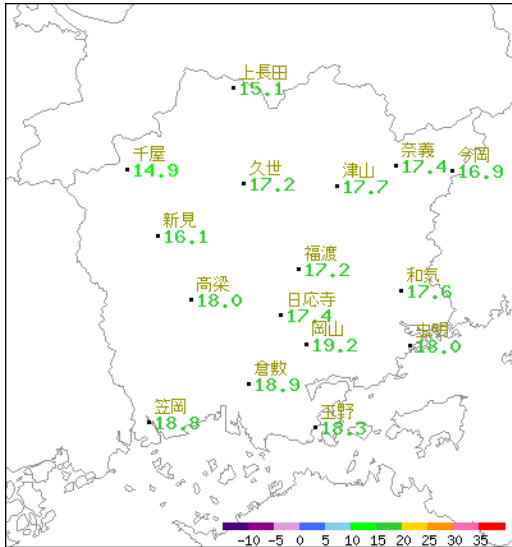 上長田
15.1
千屋
14.9
久世
17.2
津山
17.7
奈義
17.4
今岡
16.9
新見
16.1
福渡
17.2
高梁
18.0
和気
17.6
日応寺
17.4
岡山
19.2
虫明
18.0
倉敷
18.9
笠岡
18.8
玉野
18.3
-10 -5 0 5 10 15 20 25 30 35